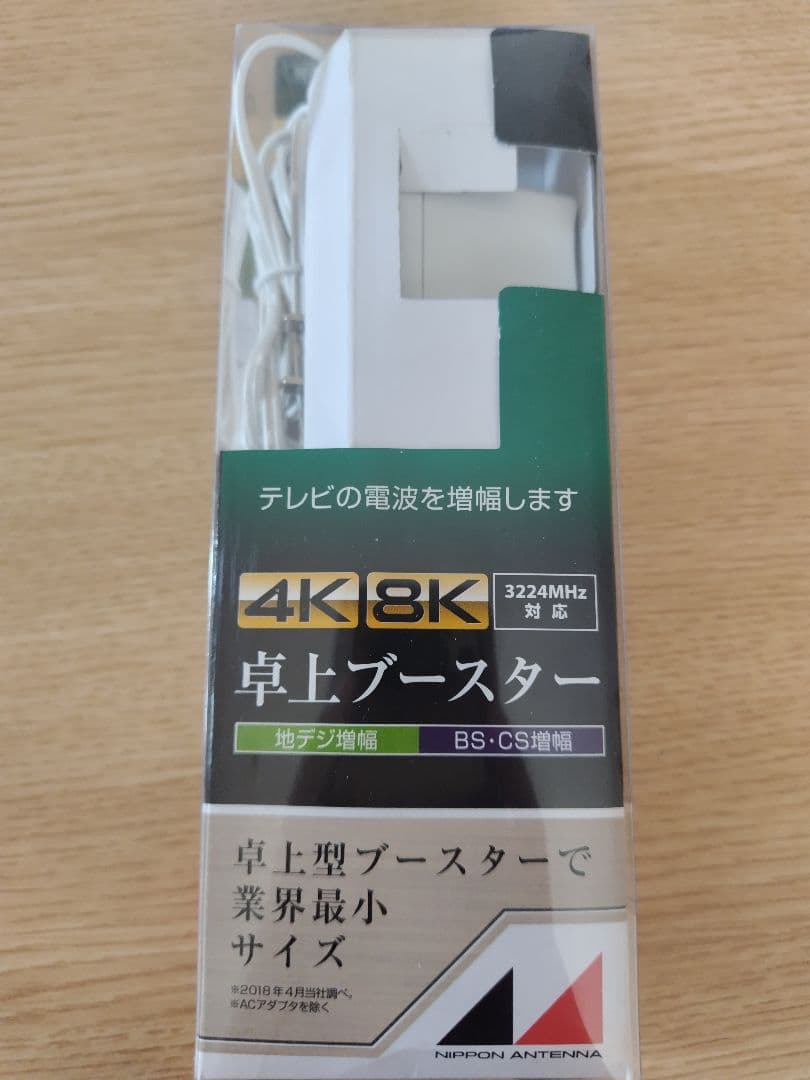 テレビの電波を増幅します
4K 8K 3224MHz
対応
卓上ブースター
地デジ増幅 BS・CS増幅
卓上型ブースターで
業界最小
サイズ
※2018年4月当社調べ。
※ACアダプタを除く
NIPPON ANTENNA